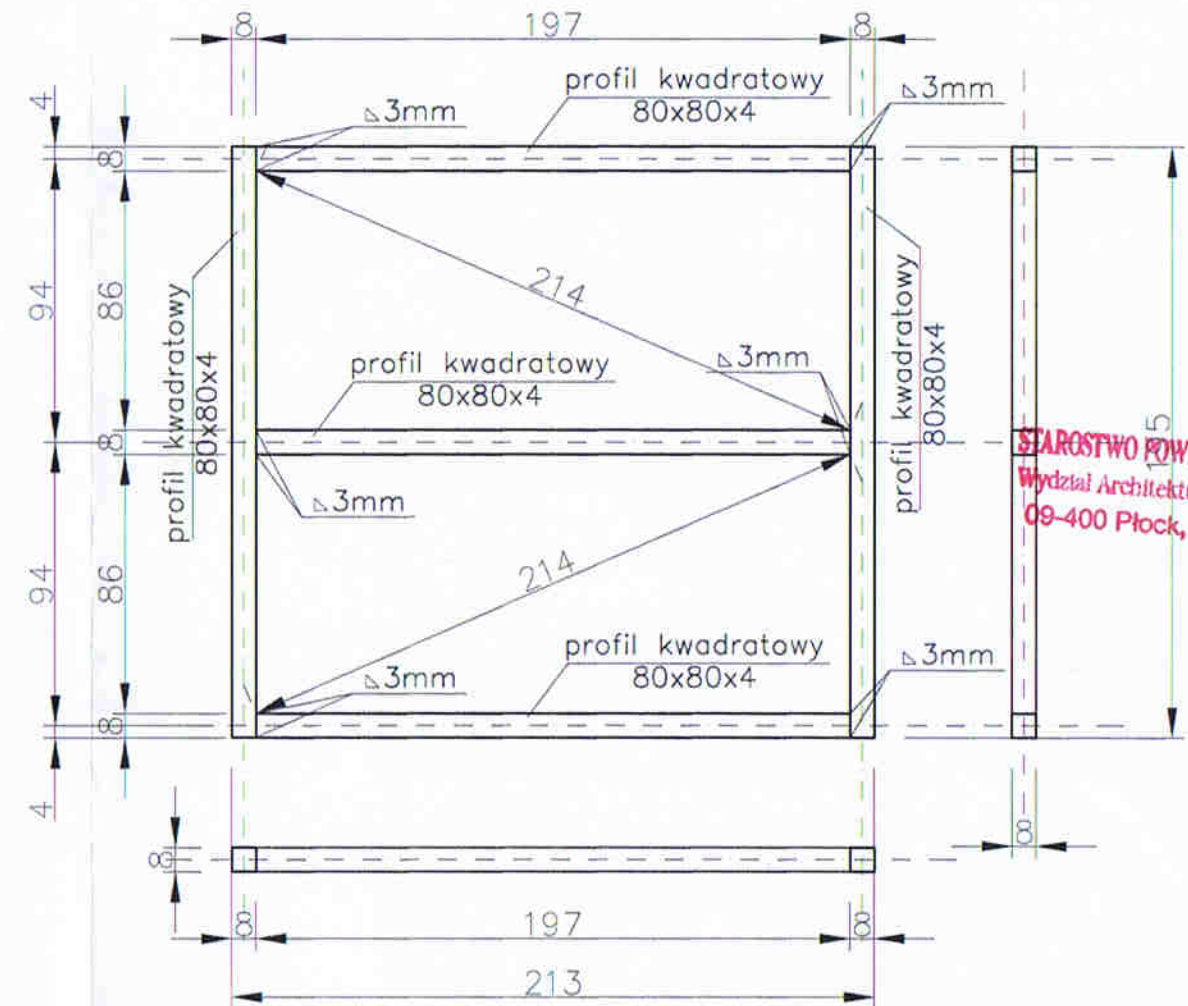 8 197 8
profil kwadratowy
80x80x4
3mm
3mm
4
8
94
86
214
profil kwadratowy
80x80x4
profil kwadratowy
80x80x4
3mm
profil kwadratowy
80x80x4
8
3mm
STAROSTWO
Wydział
09-400 Płock,
94
86
214
profil kwadratowy
80x80x4
3mm
3mm
8
4
8
8
8 197 8
213